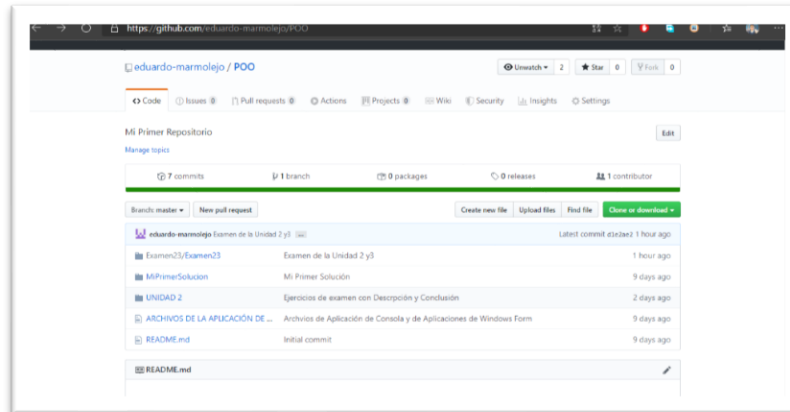 https://github.com/eduardo-marmolejo/POO
eduardo-marmolejo / POO
Unwatch 2 Star 0 Fork 0
Code Issues 0 Pull requests 0 Actions Projects 0 Wiki Security Insights Settings
Mi Primer Repositorio Edit
Manage topics
7 commits 1 branch 0 packages 0 releases 1 contributor
Branch: master New pull request Create new file Upload files Find file Clone or download
eduardo-marmolejo Examen de la Unidad 2 y3 Latest commit 1 hour ago
Examen23/Examen23 Examen de la Unidad 2 y3 1 hour ago
MiPrimerSolucion Mi Primer Solución 9 days ago
UNIDAD 2 Ejercicios de examen con Descrpción y Conclusión 2 days ago
ARCHIVOS DE LA APLICACIÓN DE ... Archvios de Aplicación de Consola y de Aplicaciones de Windows Form 9 days ago
README.md Initial commit 9 days ago
README.md